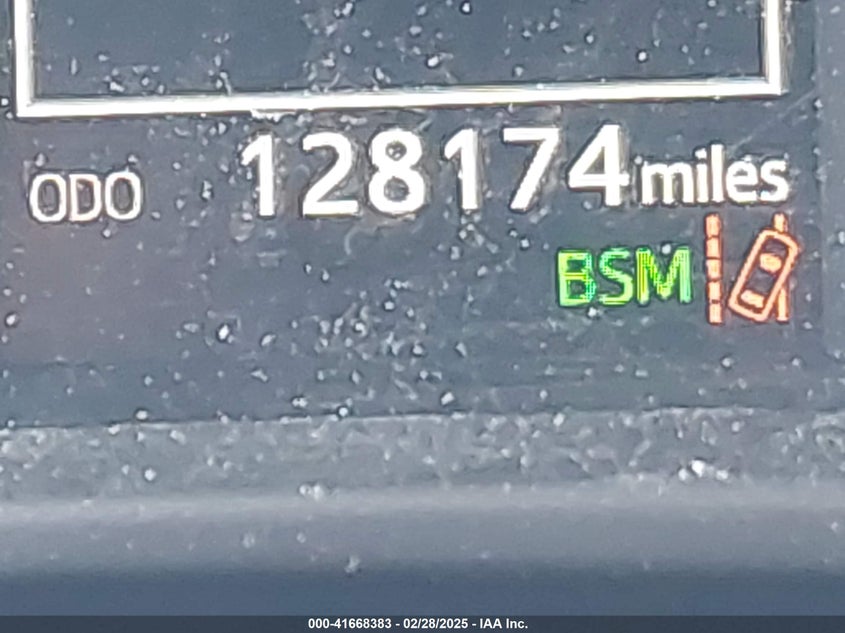 ODO 128174 miles
BSM
000-41668383 - 02/28/2025 - IAA Inc.